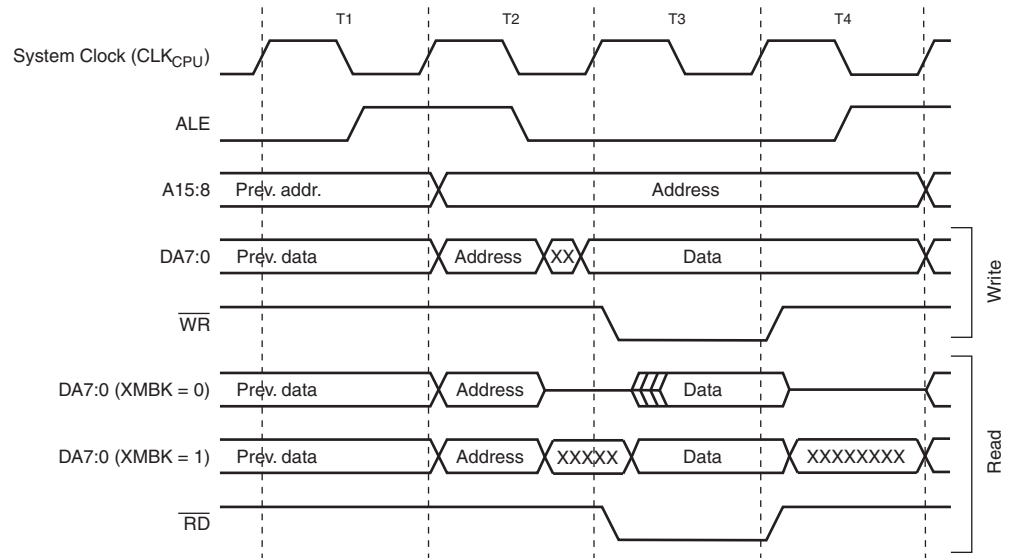 T1 T2 T3 T4
System Clock (CLKCPU)
ALE
A15:8 Prev. addr. Address
DA7:0 Prev. data Address XX Data
WR
Write
DA7:0 (XMBK = 0) Prev. data Address Data
DA7:0 (XMBK = 1) Prev. data Address XXXXX Data XXXXXXXX
RD
Read